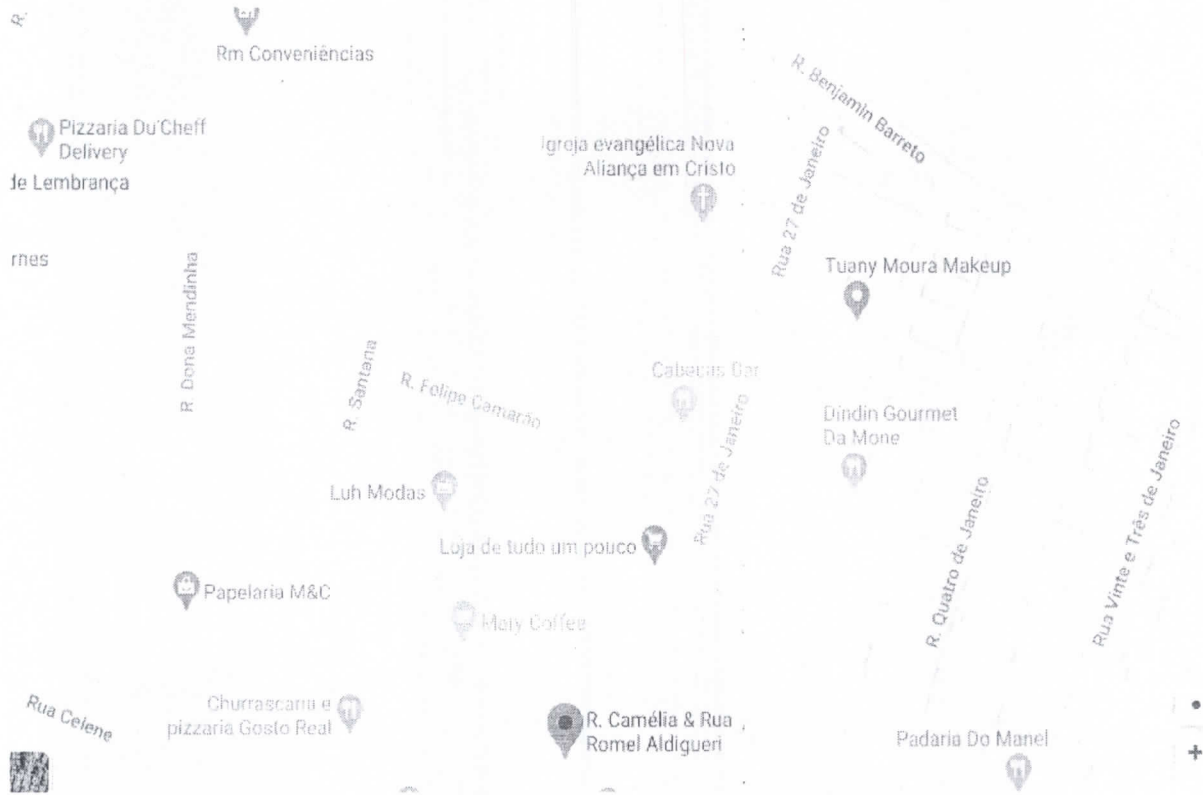 R.
Rm Conveniências
R. Benjamin Barreto
Pizzaria Du'Cheff
Delivery
de Lembrança
Igreja evangélica Nova
Aliança em Cristo
Rua 27 de Janeiro
rnes
R. Dona Mendinha
Tuany Moura Makeup
R. Santana
R. Felipe Camarão
Cabeças Bar
Rua 27 de Janeiro
Dindin Gourmet
Da Mone
Luh Modas
Loja de tudo um pouco
R. Quatro de Janeiro
Rua Vinte e Três de Janeiro
Papelaria M&C
Mary Coffee
Rua Celene
Churrascaria e
pizzaria Gosto Real
R. Camélia & Rua
Romel Aldigueri
Padaria Do Manel
+